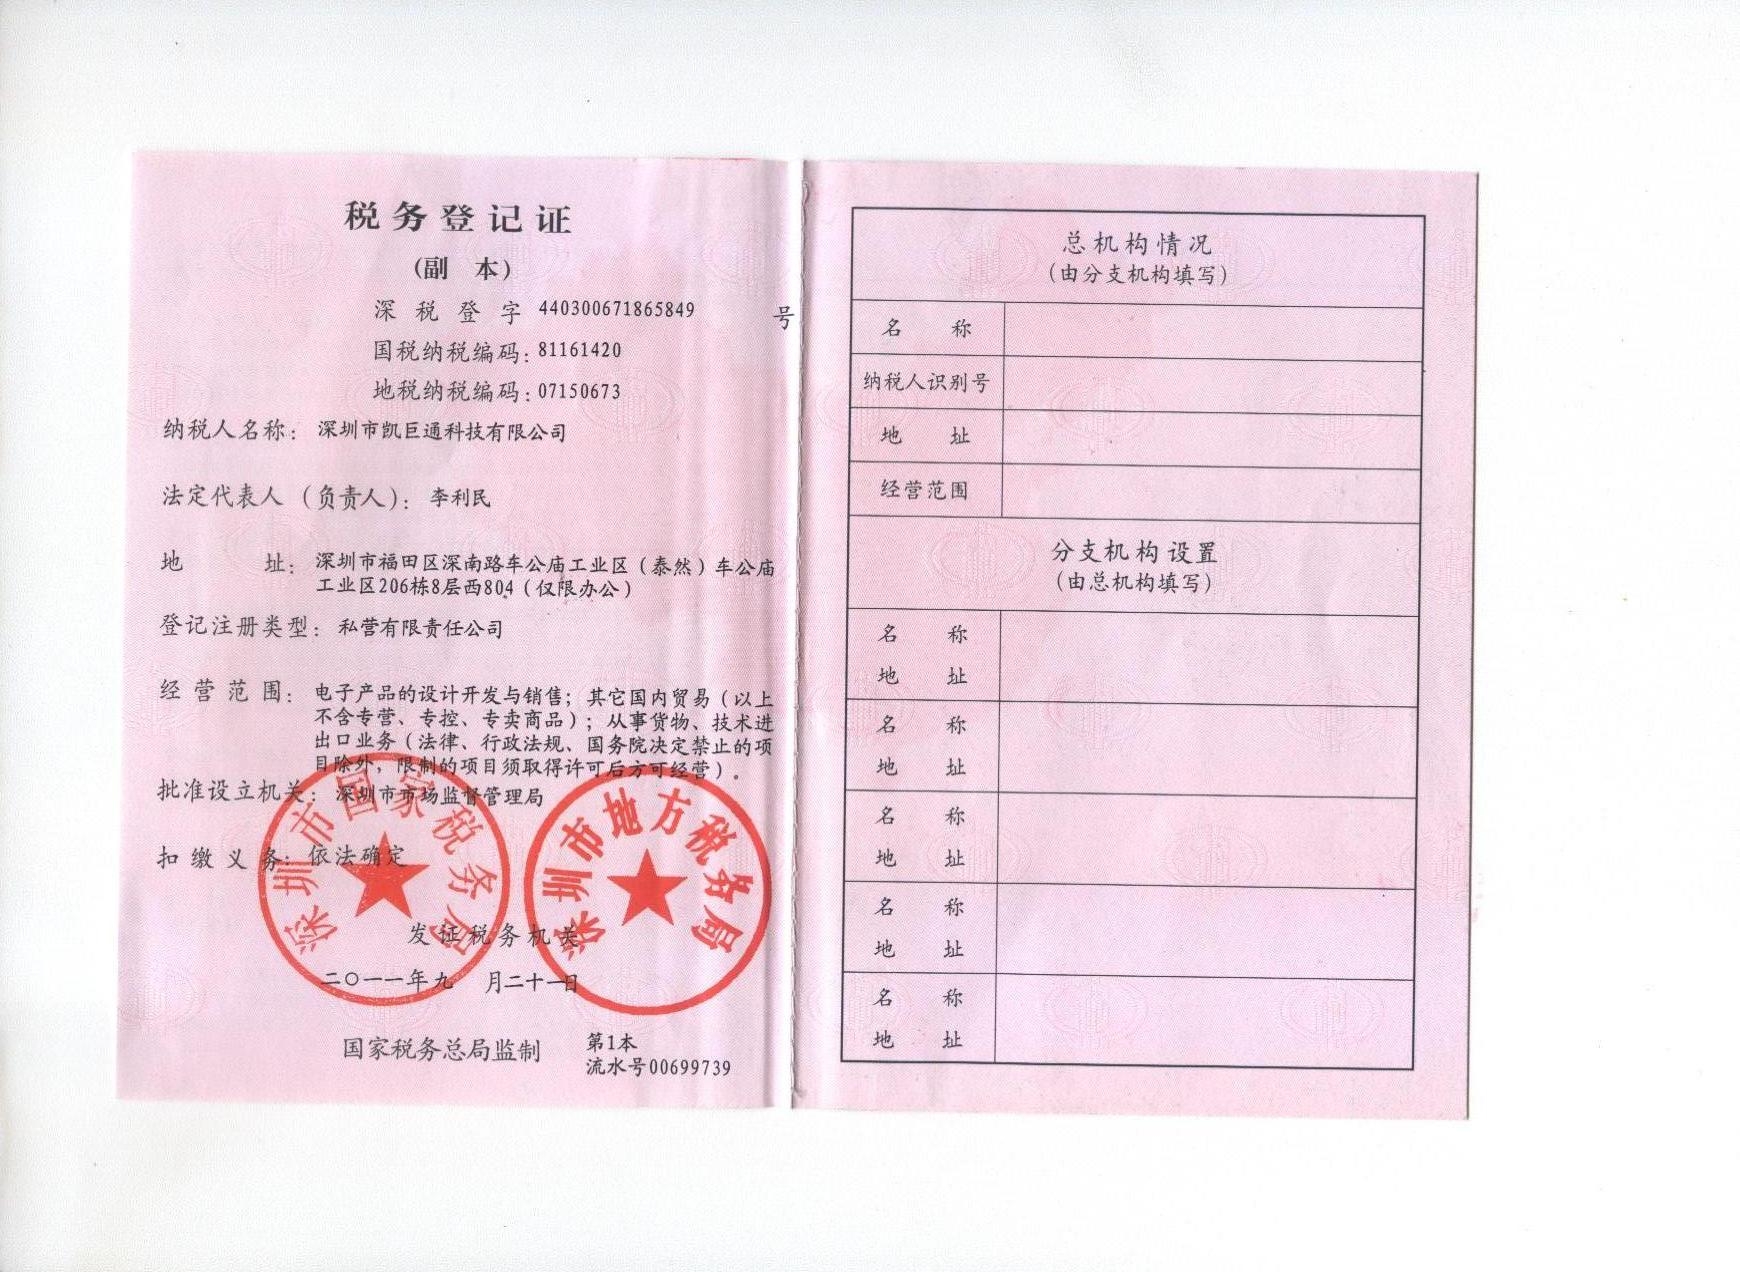 税务登记证
(副 本)
深税登字 440300671865849 号
国税纳税编码: 81161420
地税纳税编码: 07150673
纳税人名称: 深圳市凯巨通科技有限公司
法定代表人（负责人）: 李利民
地 址: 深圳市福田区深南路车公庙工业区（泰然）车公庙
工业区206栋8层西804（仅限办公）
登记注册类型: 私营有限责任公司
经营范围: 电子产品的设计开发与销售；其它国内贸易（以上
不含专营、专控、专卖商品）；从事货物、技术进
出口业务（法律、行政法规、国务院决定禁止的项
目除外，限制的项目须取得许可后方可经营）。
批准设立机关: 深圳市市场监督管理局
扣缴义务: 依法确定
深圳市国家税务局
深圳市地方税务局
发证税务机关
二〇一一年九 月二十一日
国家税务总局监制
第1本
流水号00699739
总机构情况
(由分支机构填写)
名 称
纳税人识别号
地 址
经营范围
分支机构设置
(由总机构填写)
名 称
地 址
名 称
地 址
名 称
地 址
名 称
地 址
名 称
地 址